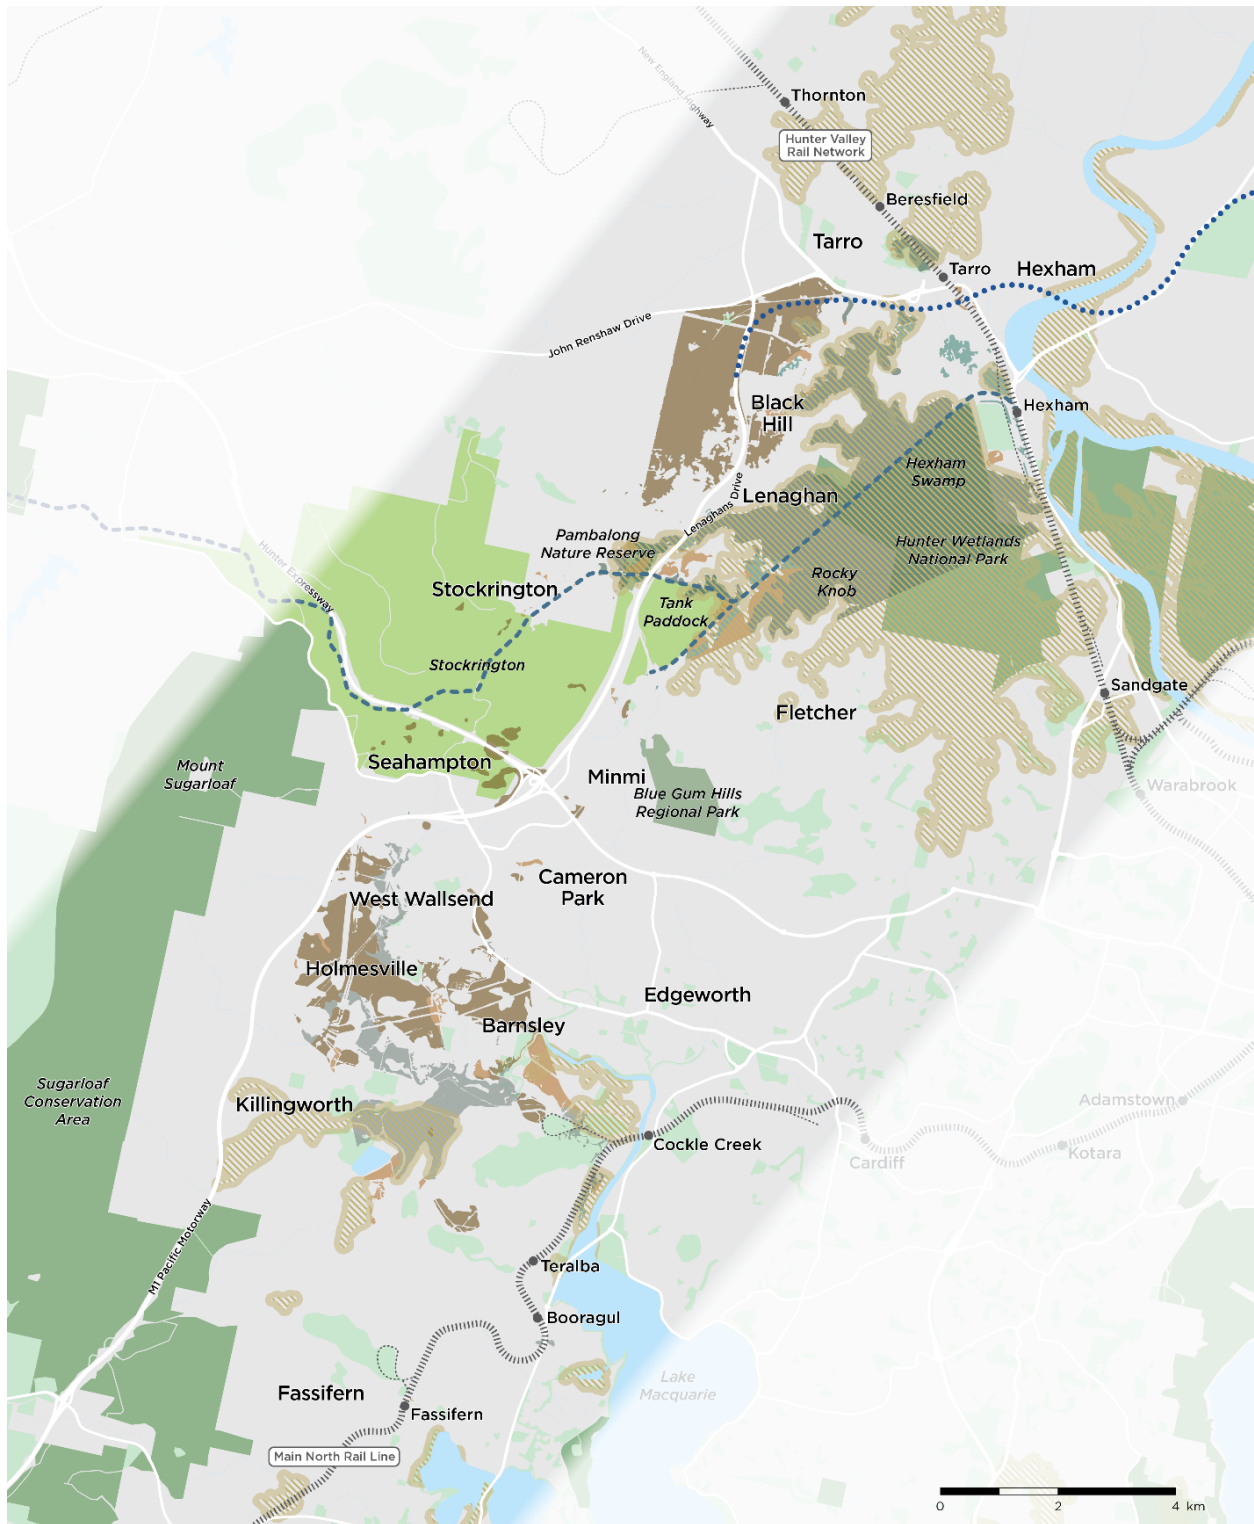 New England Highway
Thornton
Hunter Valley
Rail Network
Beresfield
Tarro
Tarro
Hexham
John Renshaw Drive
Black
Hill
Hexham
Hexham
Swamp
Lenaghan
Lenaghans Drive
Pambalong
Nature Reserve
Hunter Wetlands
National Park
Hunter Expressway
Stockrington
Rocky
Knob
Tank
Paddock
Stockrington
Sandgate
Fletcher
Seahampton
Mount
Sugarloaf
Minmi
Blue Gum Hills
Regional Park
Warabrook
West Wallsend
Cameron
Park
Holmesville
Edgeworth
Barnsley
Sugarloaf
Conservation
Area
Killingworth
Adamstown
Cockle Creek
Cardiff
Kotara
M1 Pacific Motorway
Teralba
Booragul
Lake
Macquarie
Fassifern
Fassifern
Main North Rail Line
0 2 4 km